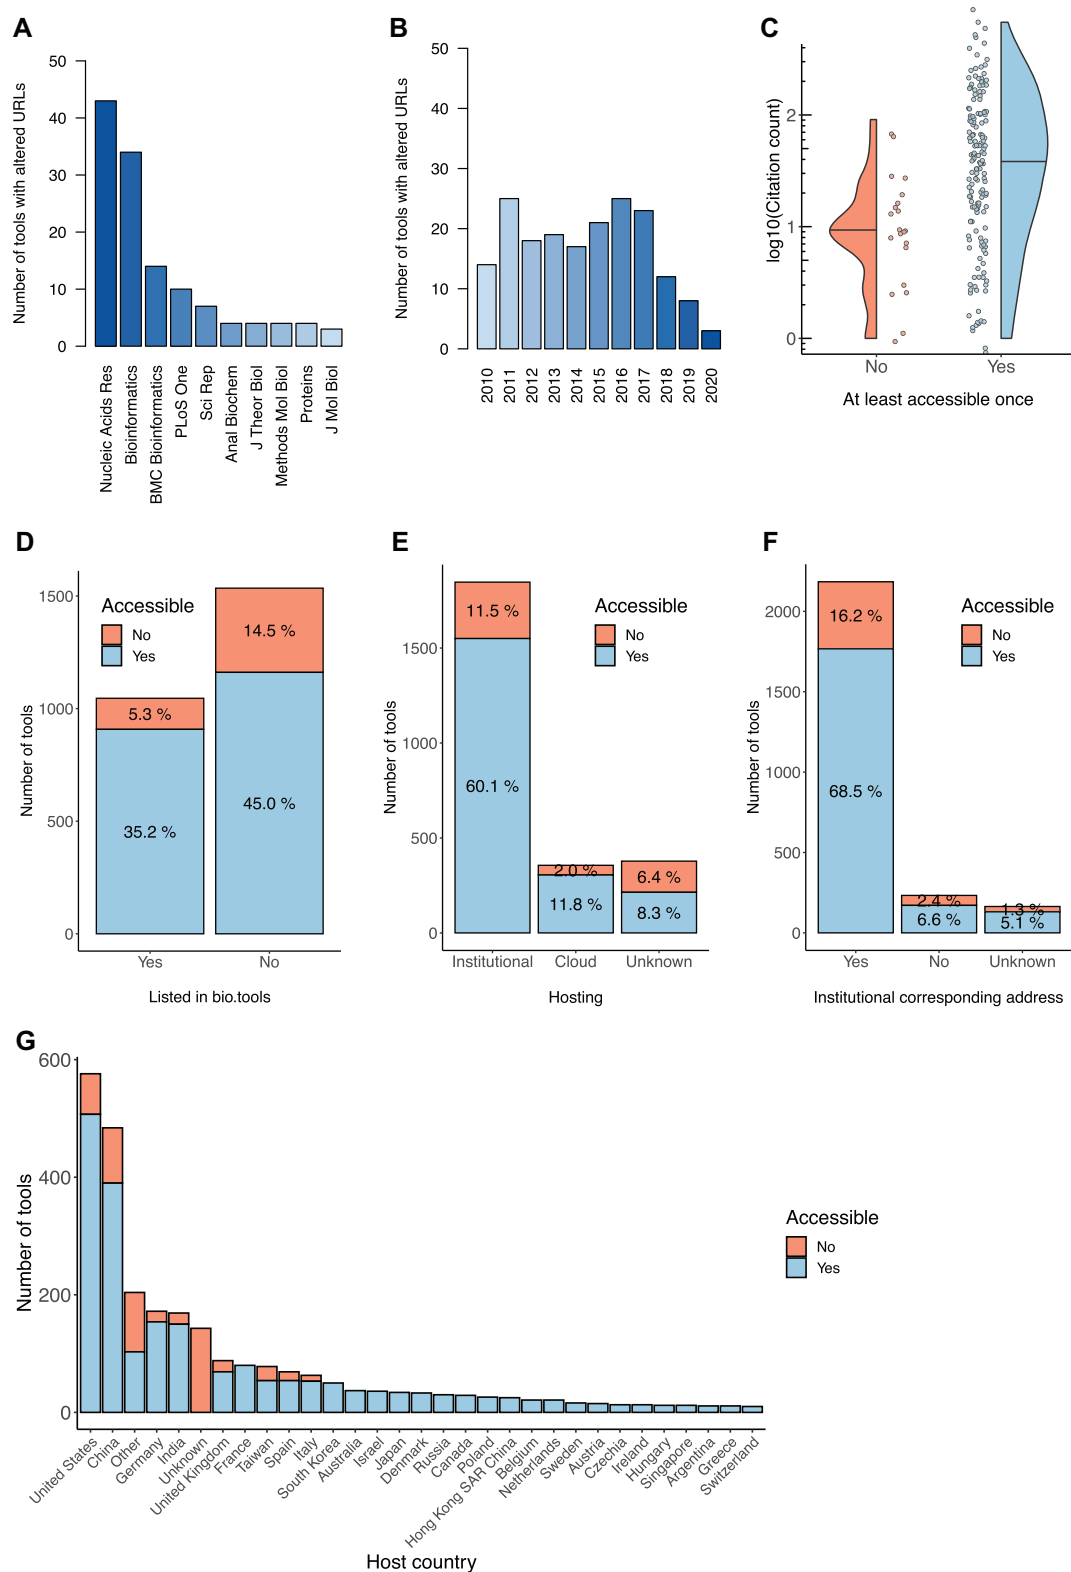 A
Number of tools with altered URLs
50
40
30
20
10
0
Nucleic Acids Res
Bioinformatics
BMC Bioinformatics
PLoS One
Sci Rep
Anal Biochem
J Theor Biol
Methods Mol Biol
Proteins
J Mol Biol
B
Number of tools with altered URLs
50
40
30
20
10
0
2010
2011
2012
2013
2014
2015
2016
2017
2018
2019
2020
C
log10(Citation count)
2
1
0
No
Yes
At least accessible once
D
Number of tools
1500
1000
500
0
Accessible
No
Yes
14.5 %
5.3 %
45.0 %
35.2 %
Yes
No
Listed in bio.tools
E
Number of tools
1500
1000
500
0
Accessible
No
Yes
11.5 %
60.1 %
2.0 %
11.8 %
6.4 %
8.3 %
Institutional
Cloud
Unknown
Hosting
F
Number of tools
2000
1500
1000
500
0
Accessible
No
Yes
16.2 %
68.5 %
2.4 %
6.6 %
1.3 %
5.1 %
Yes
No
Unknown
Institutional corresponding address
G
Number of tools
600
400
200
0
Accessible
No
Yes
United States
China
Other
Germany
India
Unknown
United Kingdom
France
Taiwan
Spain
Italy
South Korea
Australia
Israel
Japan
Denmark
Russia
Canada
Poland
Hong Kong SAR China
Belgium
Netherlands
Sweden
Austria
Czechia
Ireland
Hungary
Singapore
Argentina
Greece
Switzerland
Host country